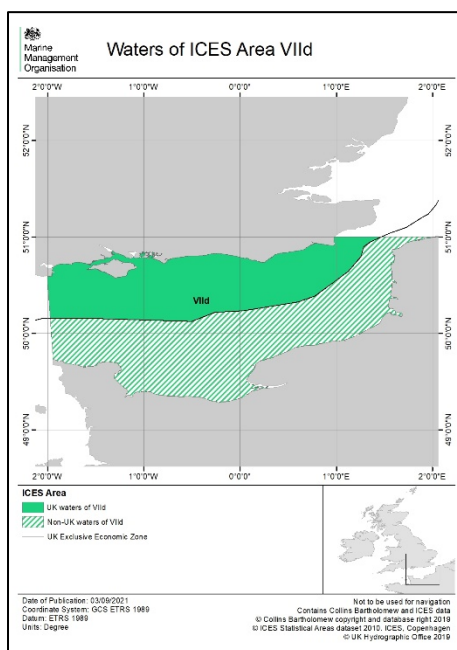 Marine
Management
Organisation
Waters of ICES Area VIId
2°0'0"W 1°0'0"W 0°0'0" 1°0'0"E 2°0'0"E
52°0'0"N 52°0'0"N
51°0'0"N 51°0'0"N
VIId
50°0'0"N 50°0'0"N
49°0'0"N 49°0'0"N
2°0'0"W 1°0'0"W 0°0'0" 1°0'0"E 2°0'0"E
ICES Area
UK waters of VIId
Non-UK waters of VIId
UK Exclusive Economic Zone
Date of Publication: 03/09/2021
Coordinate System: GCS ETRS 1989
Datum: ETRS 1989
Units: Degree
Not to be used for navigation
Contains Collins Bartholomew and ICES data
© Collins Bartholomew copyright and database right 2019
© ICES Statistical Areas dataset 2010. ICES, Copenhagen
© UK Hydrographic Office 2019